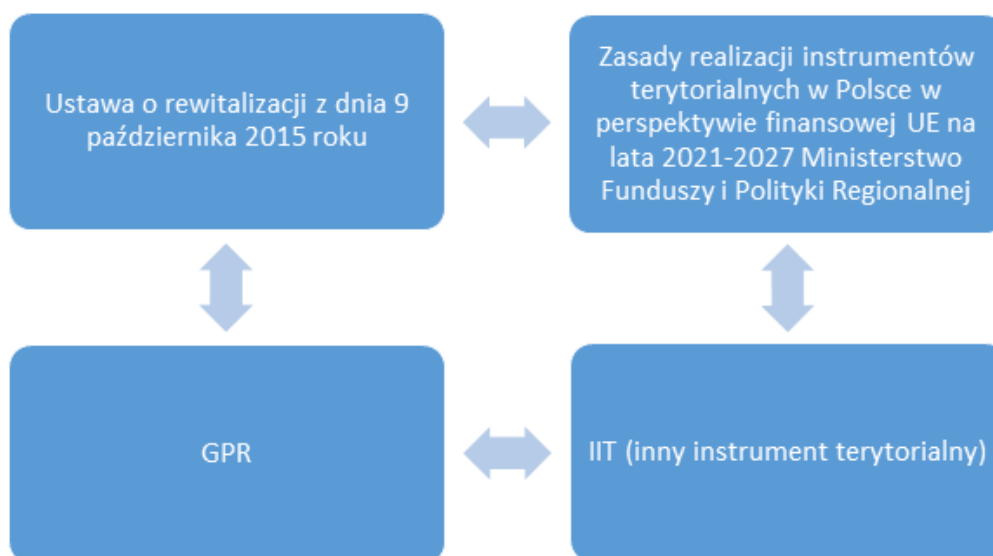 Ustawa o rewitalizacji z dnia 9
października 2015 roku
Zasady realizacji instrumentów
terytorialnych w Polsce w
perspektywie finansowej UE na
lata 2021-2027 Ministerstwo
Funduszy i Polityki Regionalnej
GPR
IIT (inny instrument terytorialny)